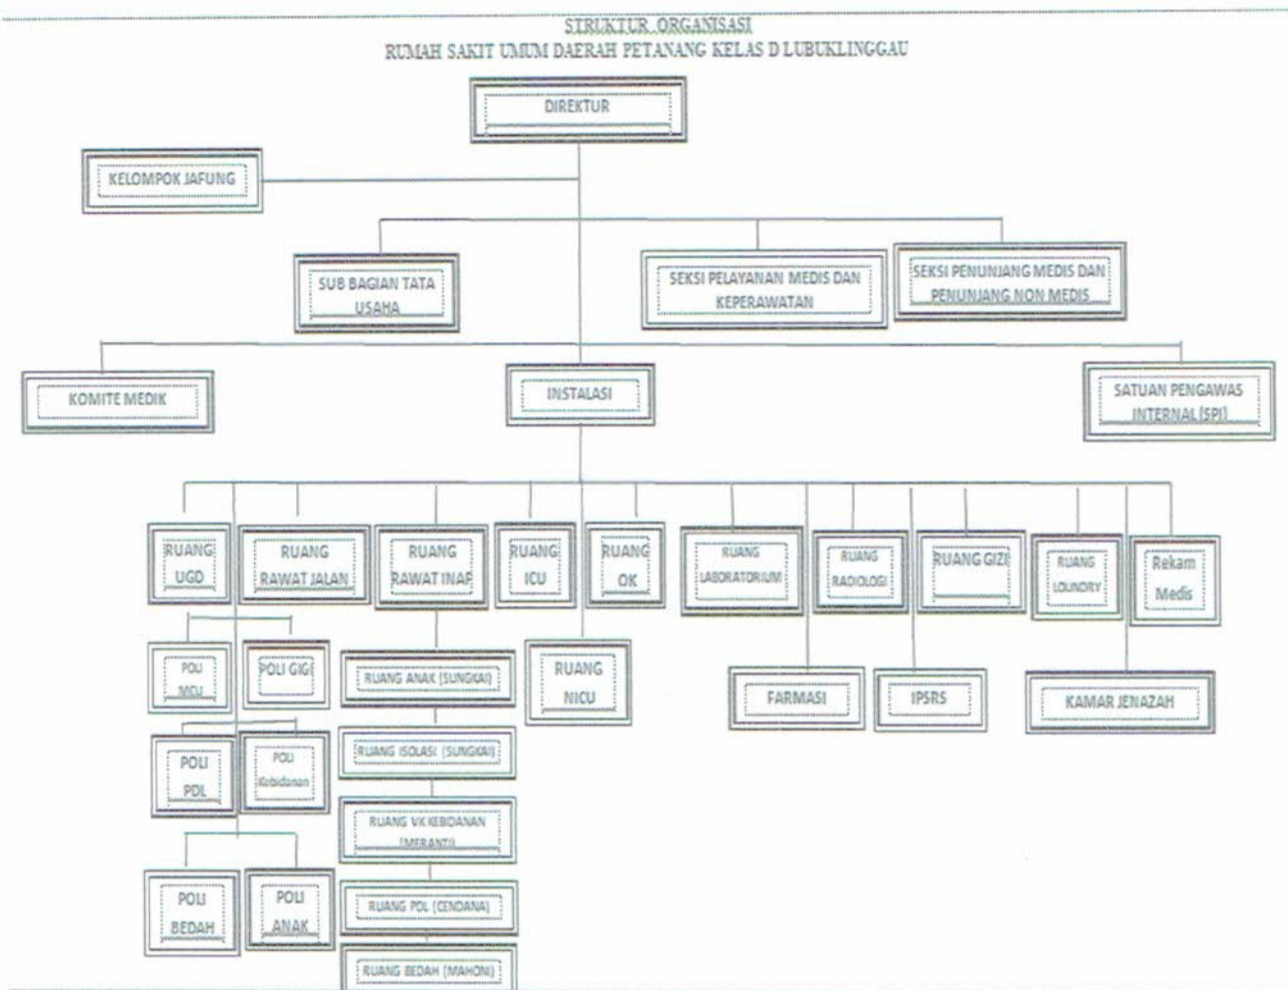 STRUKTUR ORGANISASI
RUMAH SAKIT UMUM DAERAH PETANANG KELAS D LUBUKLINGGAU
DIREKTUR
KELOMPOK JAFUNG
SUB BAGIAN TATA
USAHA
SEKSI PELAYANAN MEDIS DAN
KEPERAWATAN
SEKSI PENUNJANG MEDIS DAN
PENUNJANG NON MEDIS
KOMITE MEDIK
INSTALASI
SATUAN PENGAWAS
INTERNAL (SPI)
RUANG
UGD
RUANG
RAWAT JALAN
RUANG
RAWAT INAP
RUANG
ICU
RUANG
OK
RUANG
LABORATORIUM
RUANG
RADIOLOGI
RUANG GIZI
RUANG
LOUNDRY
Rekam
Medis
POLI
MCU
POLI GIGI
RUANG ANAK (SUNGKAI)
RUANG
NICU
FARMASI
IPSRS
KAMAR JENAZAH
POLI
PDL
POLI
Kebidanan
RUANG ISOLASI (SUNGKAI)
RUANG VK KEBIDANAN
(MERANTI)
POLI
BEDAH
POLI
ANAK
RUANG PDL (CENDANA)
RUANG BEDAH (MAHONI)